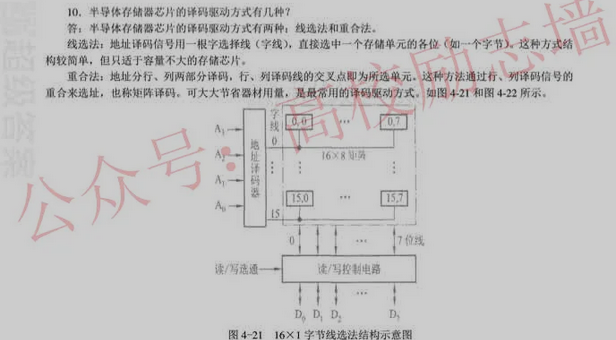 10．半导体存储器芯片的译码驱动方式有几种？
答：半导体存储器芯片的译码驱动方式有两种：线选法和重合法。
线选法：地址译码信号用一根字选择线（字线），直接选中一个存储单元的各位（如一个字节）。这种方式结
构较简单，但只适于容量不大的存储芯片。
重合法：地址分行、列两部分译码，行、列译码线的交叉点即为所选单元。这种方法通过行、列译码信号的
重合来选址，也称矩阵译码。可大大节省器材用量，是最常用的译码驱动方式。如图 4-21 和图 4-22 所示。
公众号：高校励志墙
字线
0
0,0 … 0,7
16×8 矩阵
A₃
A₂
A₁
A₀
地址译码器
15,0 … 15,7
15
0 … 7 位线
读/写选通
读/写控制电路
D₀ D₁ D₂ … D₇
图 4-21 16×1 字节线选法结构示意图